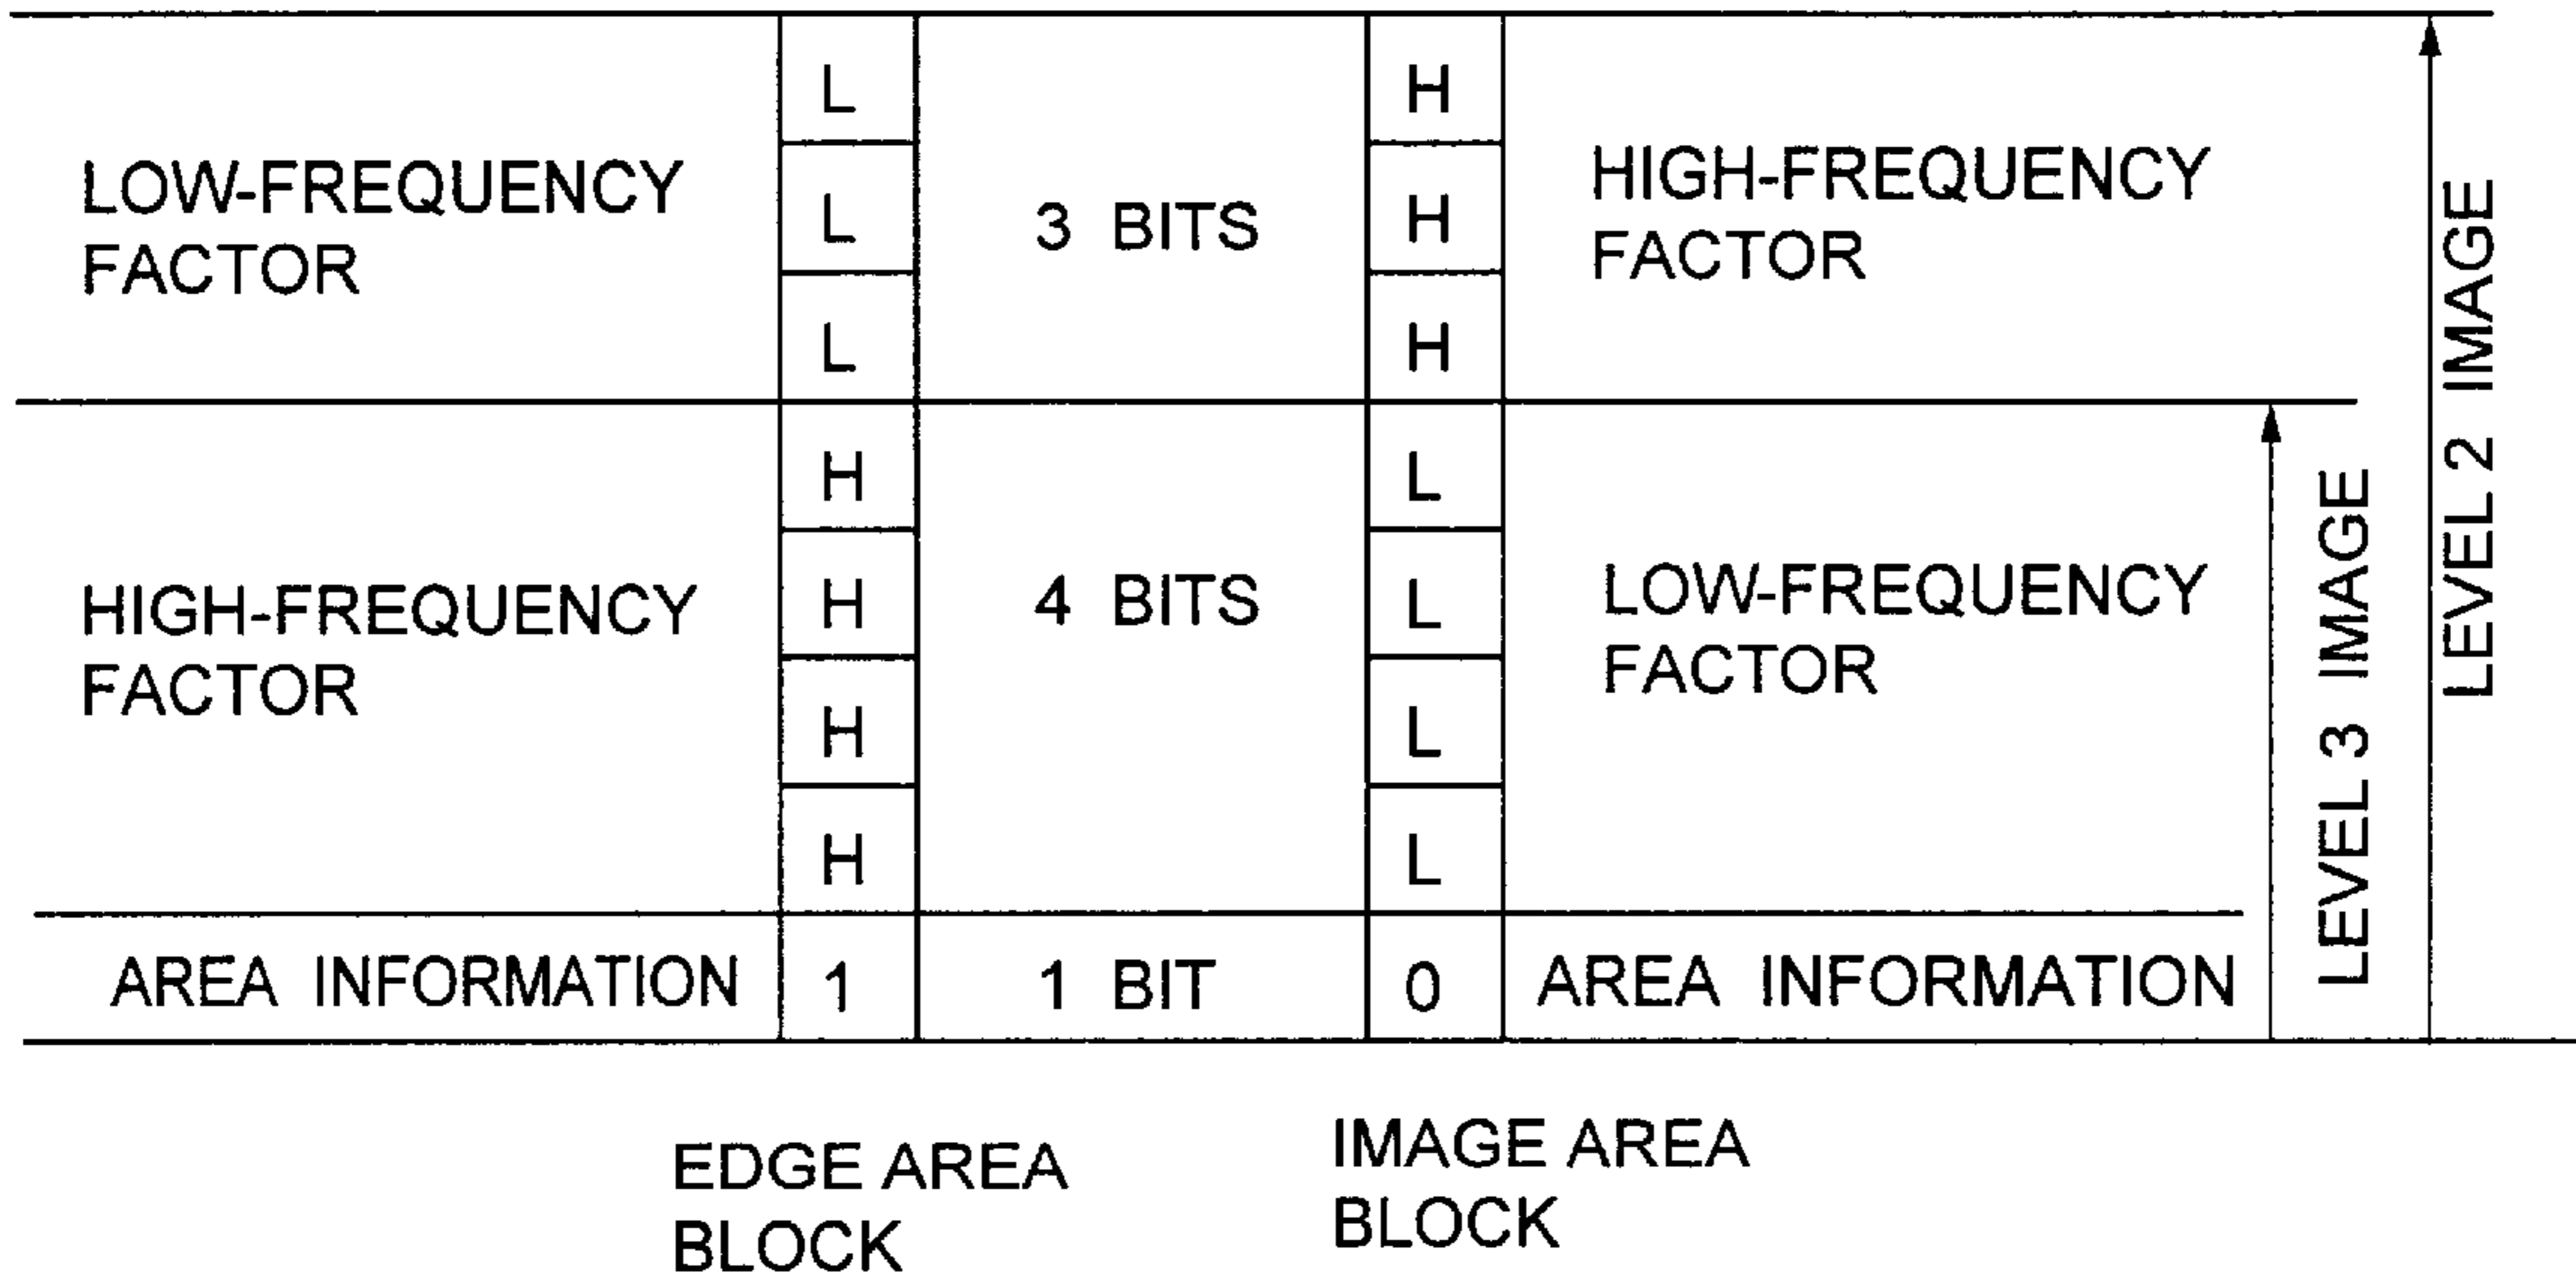 L
H
LOW-FREQUENCY
FACTOR
L
3 BITS
H
HIGH-FREQUENCY
FACTOR
L
H
H
L
HIGH-FREQUENCY
FACTOR
H
4 BITS
L
LOW-FREQUENCY
FACTOR
H
L
H
L
AREA INFORMATION
1
1 BIT
0
AREA INFORMATION
LEVEL 3 IMAGE
LEVEL 2 IMAGE
EDGE AREA
BLOCK
IMAGE AREA
BLOCK